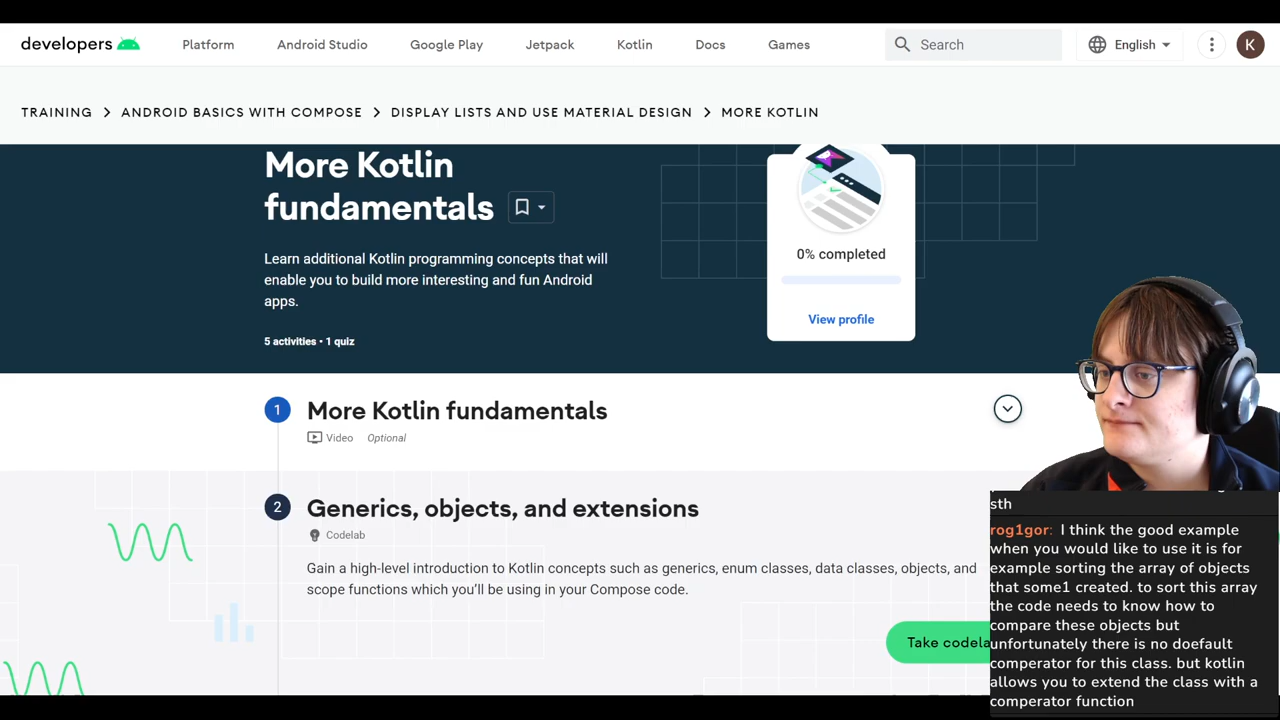 developers
Platform
Android Studio
Google Play
Jetpack
Kotlin
Docs
Games
Search
English
K
TRAINING
ANDROID BASICS WITH COMPOSE
DISPLAY LISTS AND USE MATERIAL DESIGN
MORE KOTLIN
More Kotlin
fundamentals
Learn additional Kotlin programming concepts that will
enable you to build more interesting and fun Android
apps.
5 activities • 1 quiz
0% completed
View profile
1
More Kotlin fundamentals
Video
Optional
2
Generics, objects, and extensions
Codelab
Gain a high-level introduction to Kotlin concepts such as generics, enum classes, data classes, objects, and
scope functions which you'll be using in your Compose code.
Take codela
sth
rog1gor: I think the good example
when you would like to use it is for
example sorting the array of objects
that some1 created. to sort this array
the code needs to know how to
compare these objects but
unfortunately there is no doefault
comperator for this class. but kotlin
allows you to extend the class with a
comperator function